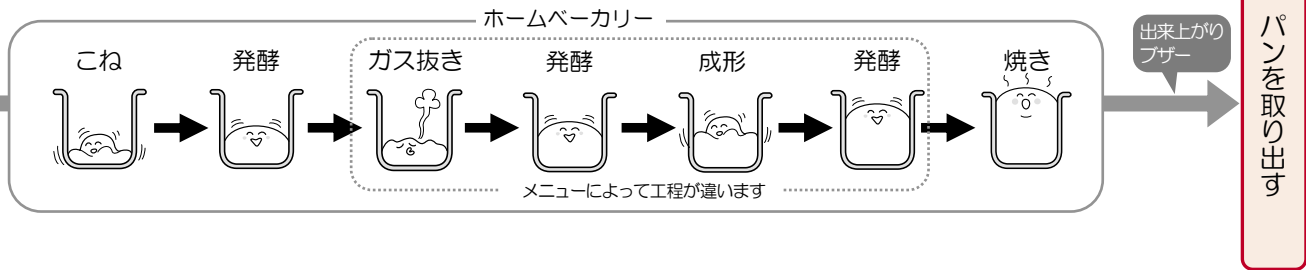 ホームベーカリー
こね
発酵
ガス抜き
発酵
成形
発酵
焼き
メニューによって工程が違います
出来上がり
ブザー
パンを取り出す